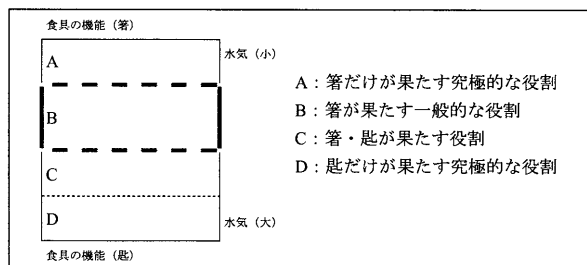 食具の機能（箸）
水気（小）
A
A：箸だけが果たす究極的な役割
B：箸が果たす一般的な役割
B
C：箸・匙が果たす役割
C
D：匙だけが果たす究極的な役割
D
水気（大）
食具の機能（匙）